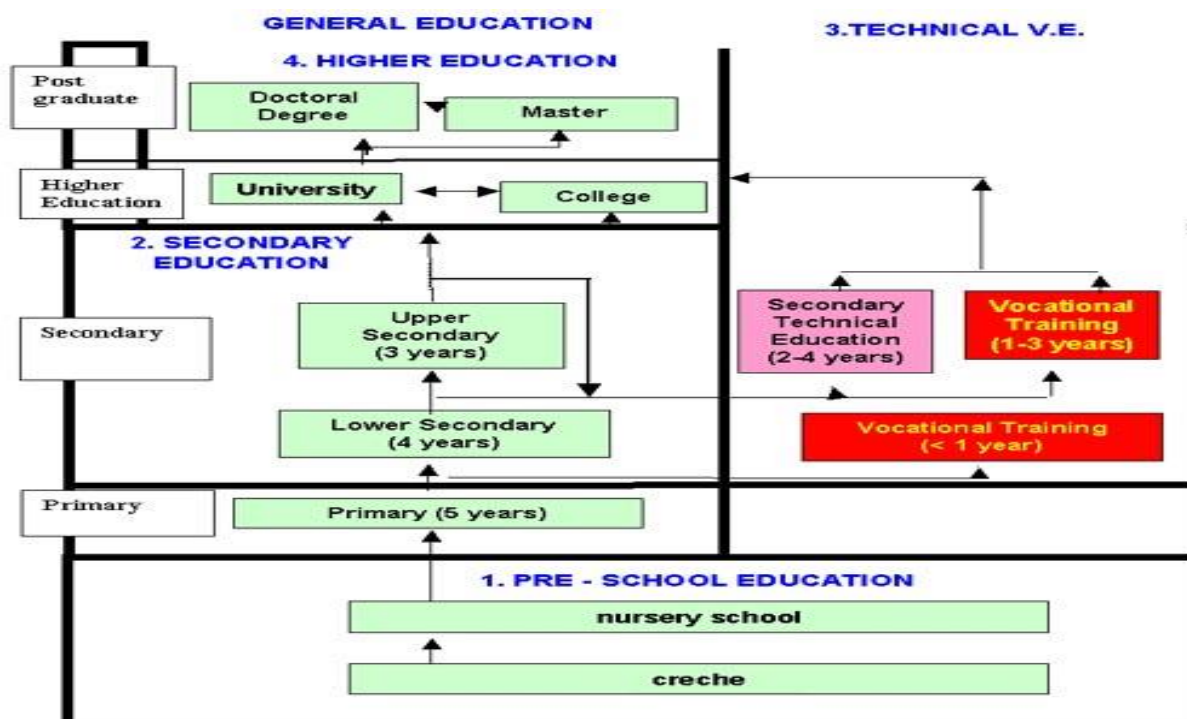 GENERAL EDUCATION
3.TECHNICAL V.E.
4. HIGHER EDUCATION
Post
graduate
Doctoral
Degree
Master
Higher
Education
University
College
2. SECONDARY
EDUCATION
Secondary
Upper
Secondary
(3 years)
Secondary
Technical
Education
(2-4 years)
Vocational
Training
(1-3 years)
Lower Secondary
(4 years)
Vocational Training
(< 1 year)
Primary
Primary (5 years)
1. PRE - SCHOOL EDUCATION
nursery school
creche